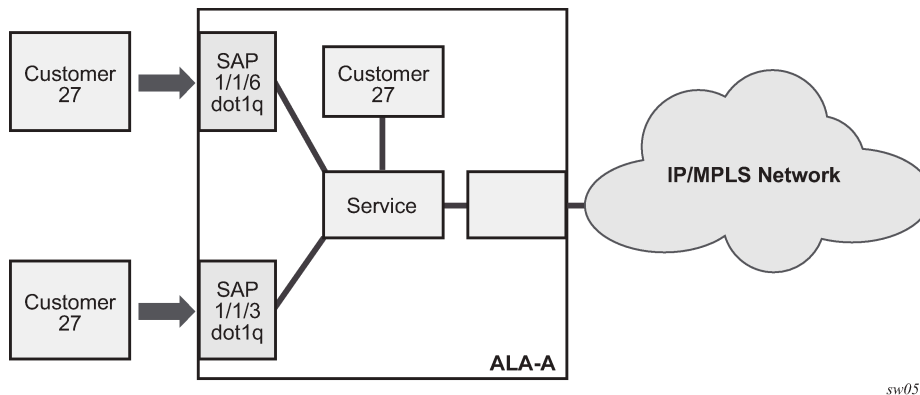 Customer
27
SAP
1/1/6
dot1q
Customer
27
Service
IP/MPLS Network
Customer
27
SAP
1/1/3
dot1q
ALA-A
sw05